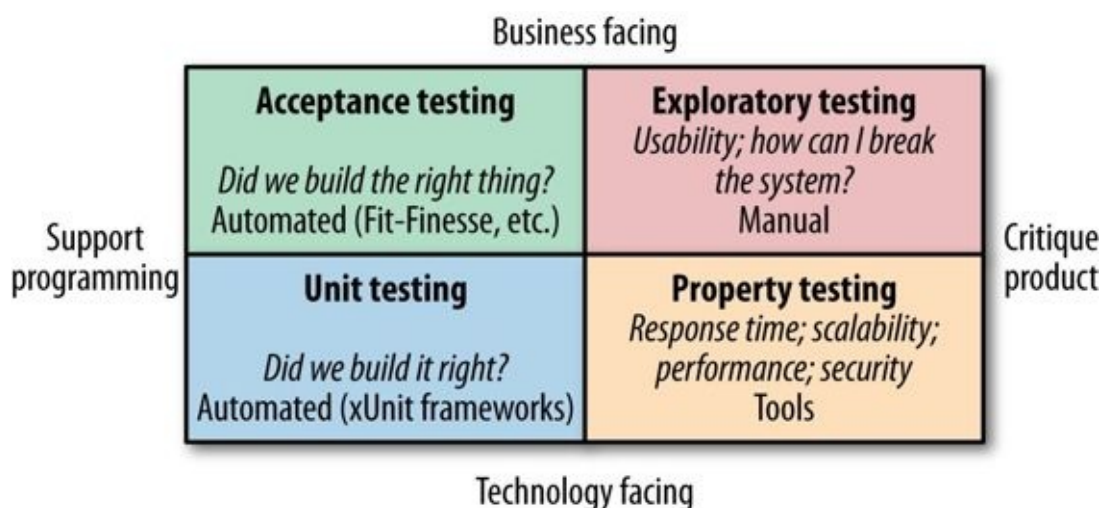 Business facing
Acceptance testing
Did we build the right thing?
Automated (Fit-Finesse, etc.)
Exploratory testing
Usability; how can I break
the system?
Manual
Support
programming
Critique
product
Unit testing
Did we build it right?
Automated (xUnit frameworks)
Property testing
Response time; scalability;
performance; security
Tools
Technology facing